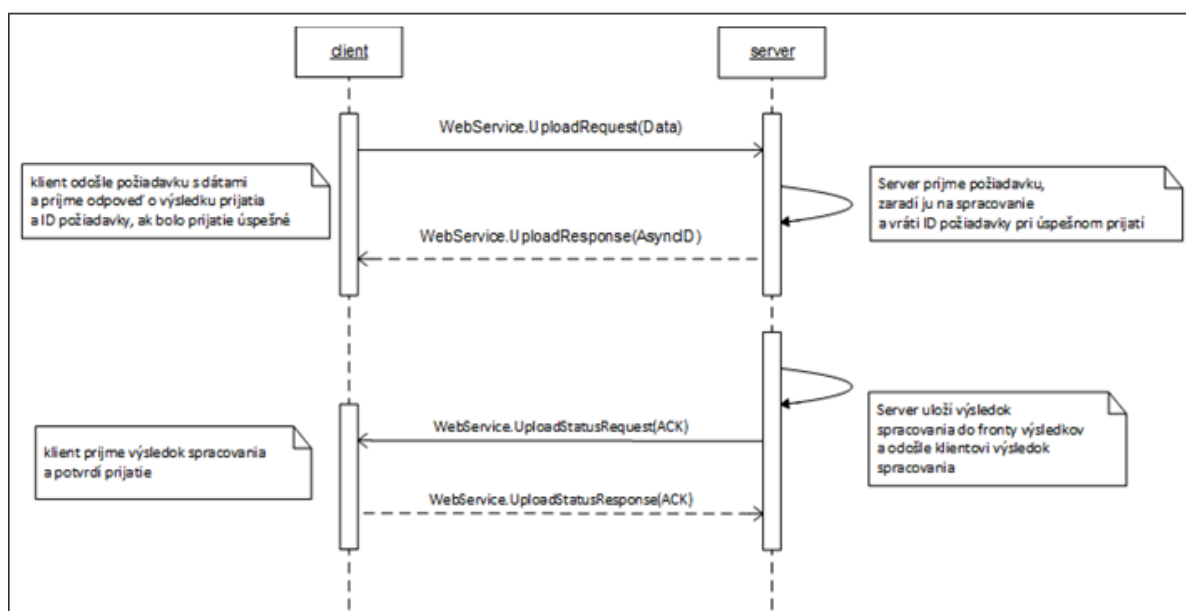 client
server
WebService.UploadRequest(Data)
klient odošle požiadavku s dátami
a prijme odpoveď o výsledku prijatia
a ID požiadavky, ak bolo prijatie úspešné
Server prijme požiadavku,
zaradí ju na spracovanie
a vráti ID požiadavky pri úspešnom prijatí
WebService.UploadResponse(AsyncID)
Server uloží výsledok
spracovania do fronty výsledkov
a odošle klientovi výsledok
spracovania
WebService.UploadStatusRequest(ACK)
klient prijme výsledok spracovania
a potvrdí prijatie
WebService.UploadStatusResponse(ACK)